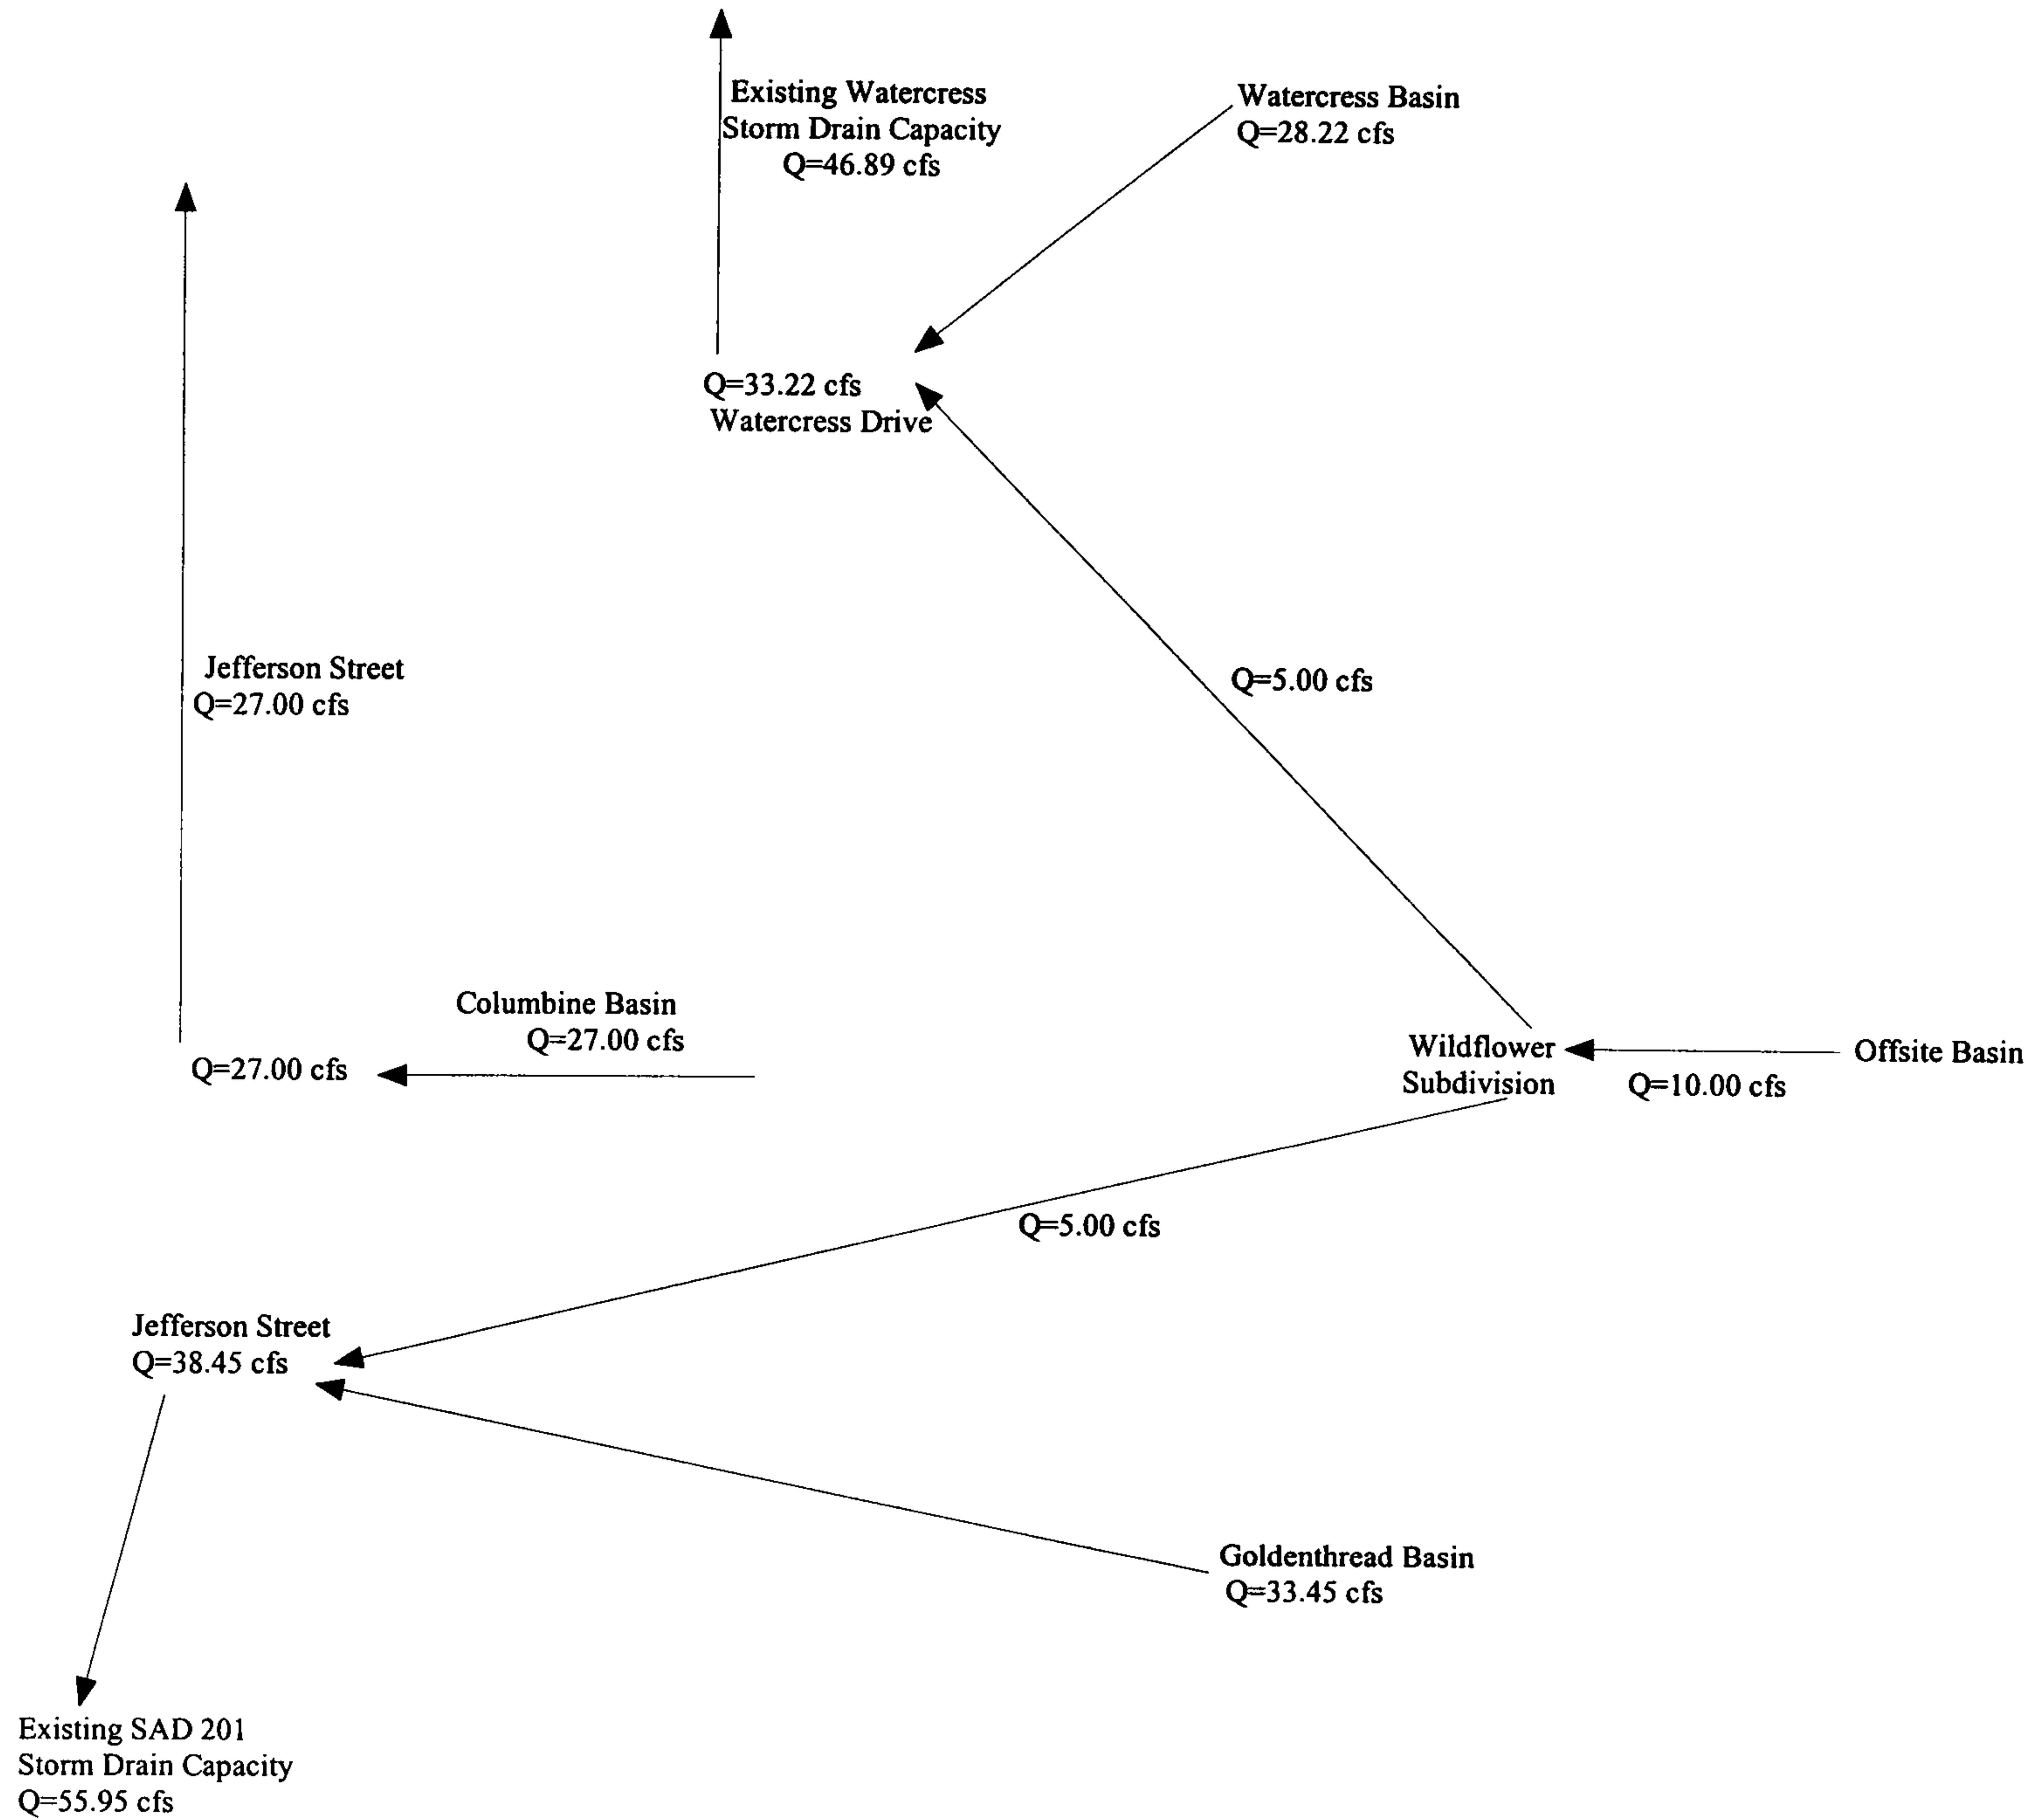 Existing Watercress
Storm Drain Capacity
Q=46.89 cfs
Watercress Basin
Q=28.22 cfs
Q=33.22 cfs
Watercress Drive
Jefferson Street
Q=27.00 cfs
Q=5.00 cfs
Columbine Basin
Q=27.00 cfs
Q=27.00 cfs
Wildflower
Subdivision
Offsite Basin
Q=10.00 cfs
Q=5.00 cfs
Jefferson Street
Q=38.45 cfs
Goldenthread Basin
Q=33.45 cfs
Existing SAD 201
Storm Drain Capacity
Q=55.95 cfs